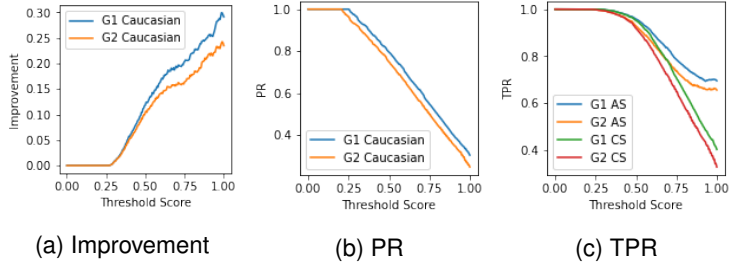 0.30
0.25
0.20
0.15
0.10
0.05
0.00
Improvement
G1 Caucasian
G2 Caucasian
0.00 0.25 0.50 0.75 1.00
Threshold Score
(a) Improvement
1.0
0.8
0.6
0.4
PR
G1 Caucasian
G2 Caucasian
0.00 0.25 0.50 0.75 1.00
Threshold Score
(b) PR
1.0
0.8
0.6
0.4
TPR
G1 AS
G2 AS
G1 CS
G2 CS
0.00 0.25 0.50 0.75 1.00
Threshold Score
(c) TPR